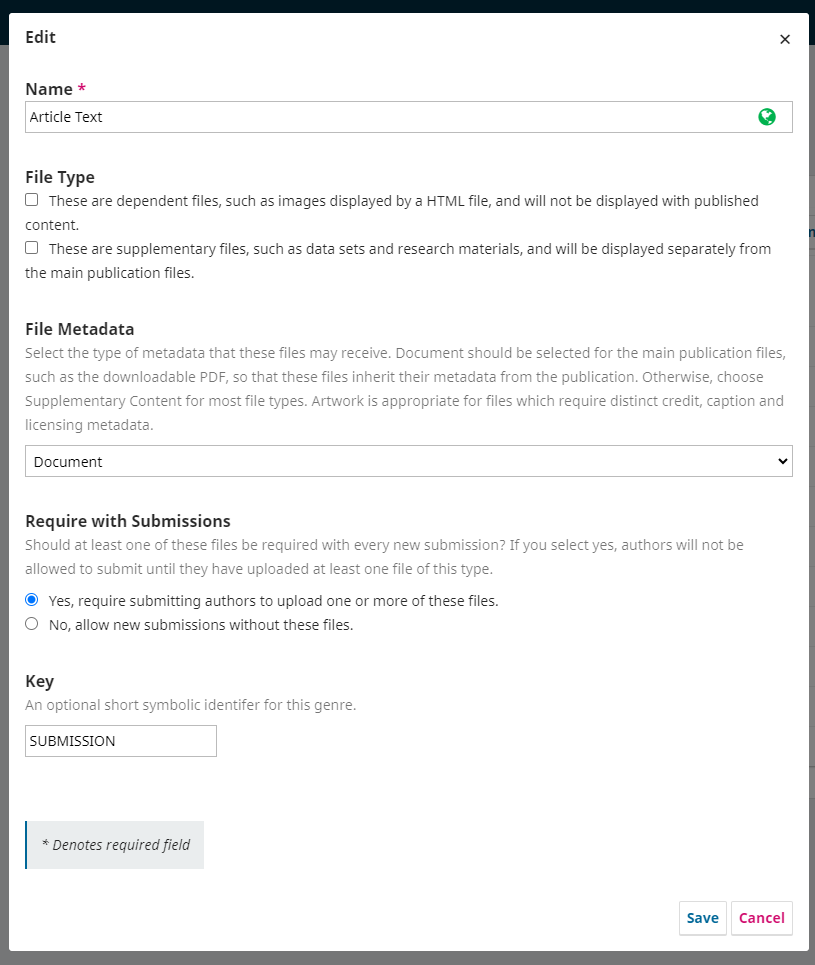 Edit
×
Name *
Article Text
File Type
These are dependent files, such as images displayed by a HTML file, and will not be displayed with published
content.
These are supplementary files, such as data sets and research materials, and will be displayed separately from
the main publication files.
File Metadata
Select the type of metadata that these files may receive. Document should be selected for the main publication files,
such as the downloadable PDF, so that these files inherit their metadata from the publication. Otherwise, choose
Supplementary Content for most file types. Artwork is appropriate for files which require distinct credit, caption and
licensing metadata.
Document
Require with Submissions
Should at least one of these files be required with every new submission? If you select yes, authors will not be
allowed to submit until they have uploaded at least one file of this type.
Yes, require submitting authors to upload one or more of these files.
No, allow new submissions without these files.
Key
An optional short symbolic identifer for this genre.
SUBMISSION
* Denotes required field
Save Cancel